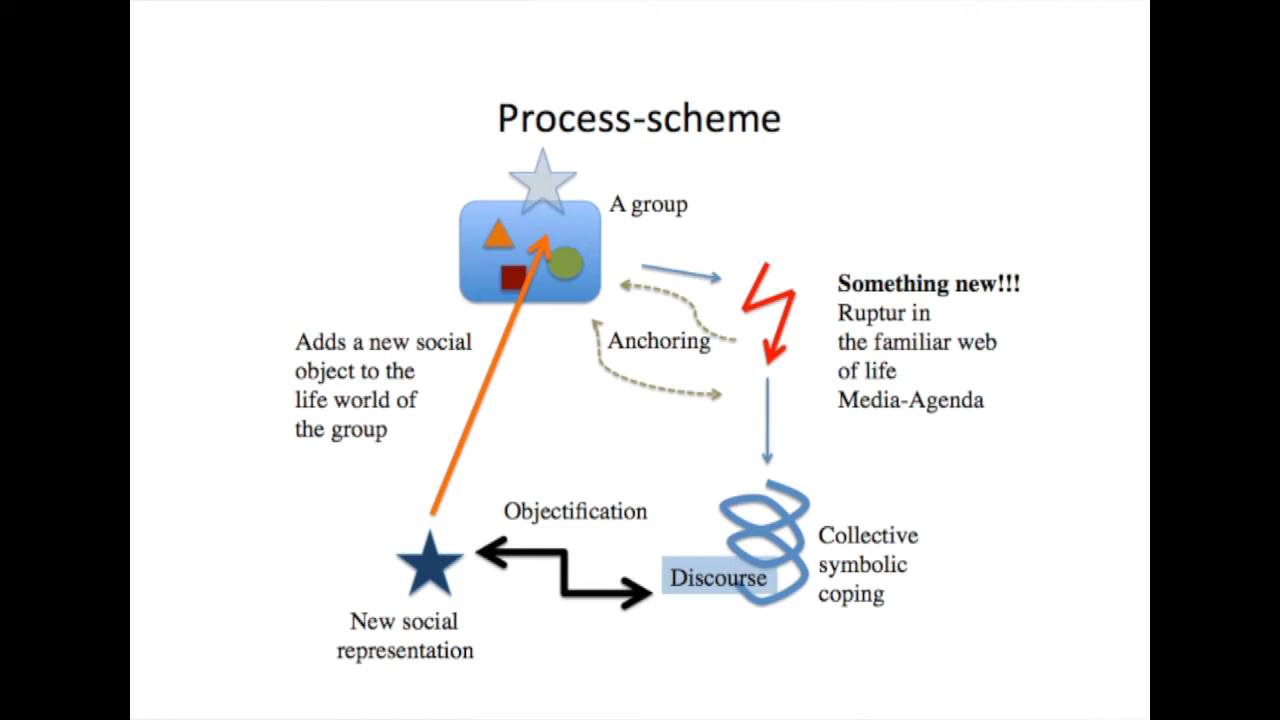 Process-scheme
A group
Something new!!!
Ruptur in
the familiar web
of life
Media-Agenda
Anchoring
Adds a new social
object to the
life world of
the group
Objectification
Discourse
Collective
symbolic
coping
New social
representation